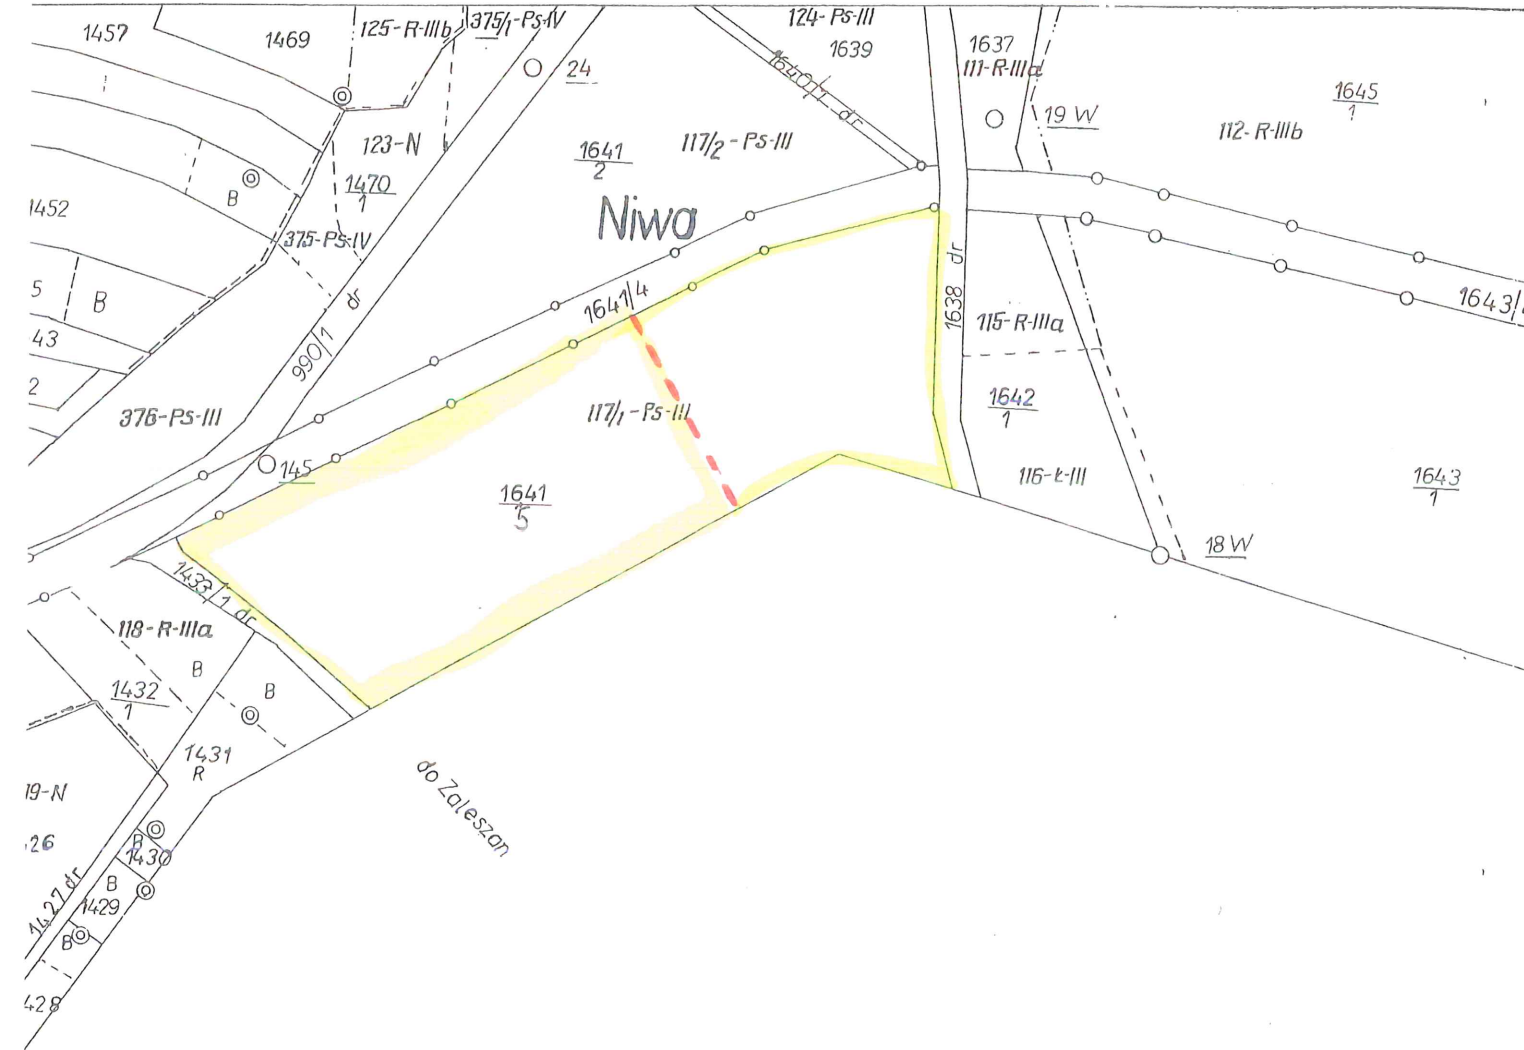 1457
1469
125-R-IIIb
375/1-Ps-IV
24
124-Ps-III
1639
1640/1 dr
1637
111-R-IIIa
19 W
1645
1
112-R-IIIb
123-N
1470
1
1641
2
117/2-Ps-III
B
1452
375-Ps-IV
Niwa
5
B
43
2
990/1 dr
1641/4
1638 dr
115-R-IIIa
1643/
376-Ps-III
117/1-Ps-III
1642
1
145
1641
5
116-Ł-III
1643
1
18 W
1433/1 dr
118-R-IIIa
B
B
1432
1
1431
R
do Zaleszan
19-N
26
B
1430
B
1429
1427 dr
B
428